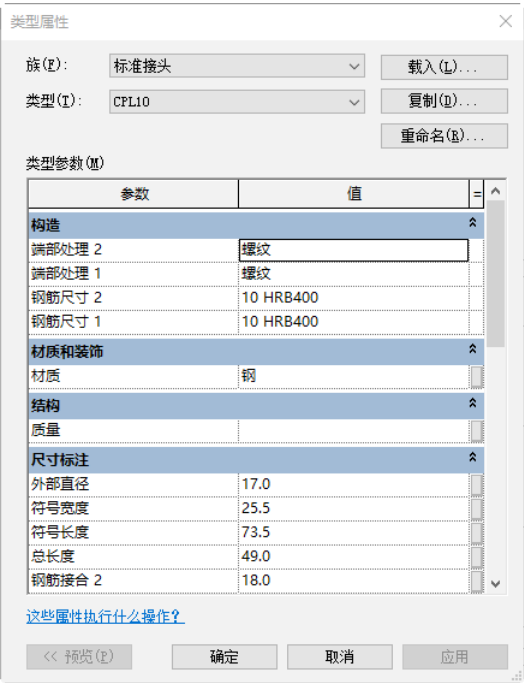 类型属性
族(F): 标准接头 载入(L)...
类型(T): CPL10 复制(D)...
重命名(R)...
类型参数(M)
参数 值 =
构造
端部处理 2 螺纹
端部处理 1 螺纹
钢筋尺寸 2 10 HRB400
钢筋尺寸 1 10 HRB400
材质和装饰
材质 钢
结构
质量
尺寸标注
外部直径 17.0
符号宽度 25.5
符号长度 73.5
总长度 49.0
钢筋接合 2 18.0
这些属性执行什么操作?
<< 预览(P) 确定 取消 应用